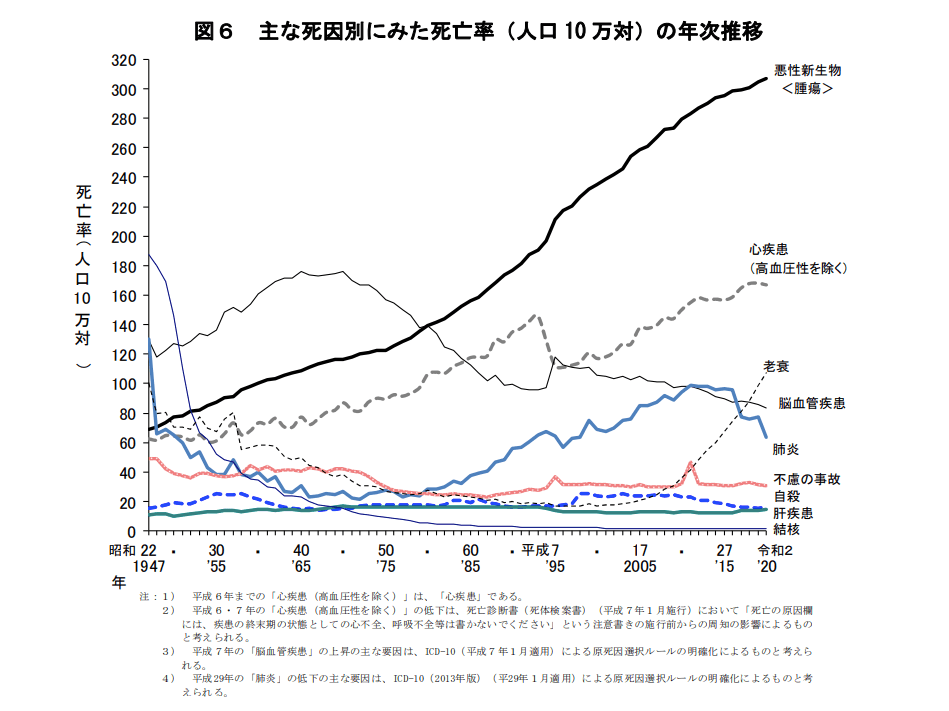 図６　主な死因別にみた死亡率（人口10万対）の年次推移
死亡率（人口10万対）
320
300
280
260
240
220
200
180
160
140
120
100
80
60
40
20
0
悪性新生物
＜腫瘍＞
心疾患
（高血圧性を除く）
老衰
脳血管疾患
肺炎
不慮の事故
自殺
肝疾患
結核
昭和 22 ・ 30 ・ 40 ・ 50 ・ 60 ・ 平成７ ・ 17 ・ 27 令和２
1947 '55 '65 '75 '85 '95 2005 '15 '20
年
注：１）　平成６年までの「心疾患（高血圧性を除く）」は、「心疾患」である。
２）　平成６・７年の「心疾患（高血圧性を除く）」の低下は、死亡診断書（死体検案書）（平成７年１月施行）において「死亡の原因欄
には、疾患の終末期の状態としての心不全、呼吸不全等は書かないでください」という注意書きの施行前からの周知の影響によるもの
と考えられる。
３）　平成７年の「脳血管疾患」の上昇の主な要因は、ICD-10（平成７年１月適用）による原死因選択ルールの明確化によるものと考えら
れる。
４）　平成29年の「肺炎」の低下の主な要因は、ICD-10（2013年版）（平29年１月適用）による原死因選択ルールの明確化によるものと考
えられる。